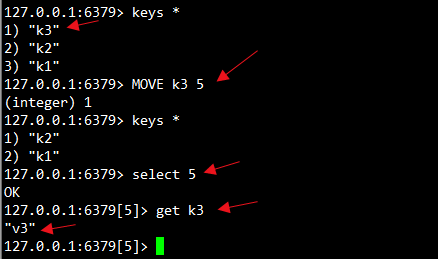 127.0.0.1:6379> keys *
1) "k3"
2) "k2"
3) "k1"
127.0.0.1:6379> MOVE k3 5
(integer) 1
127.0.0.1:6379> keys *
1) "k2"
2) "k1"
127.0.0.1:6379> select 5
OK
127.0.0.1:6379[5]> get k3
"v3"
127.0.0.1:6379[5]>